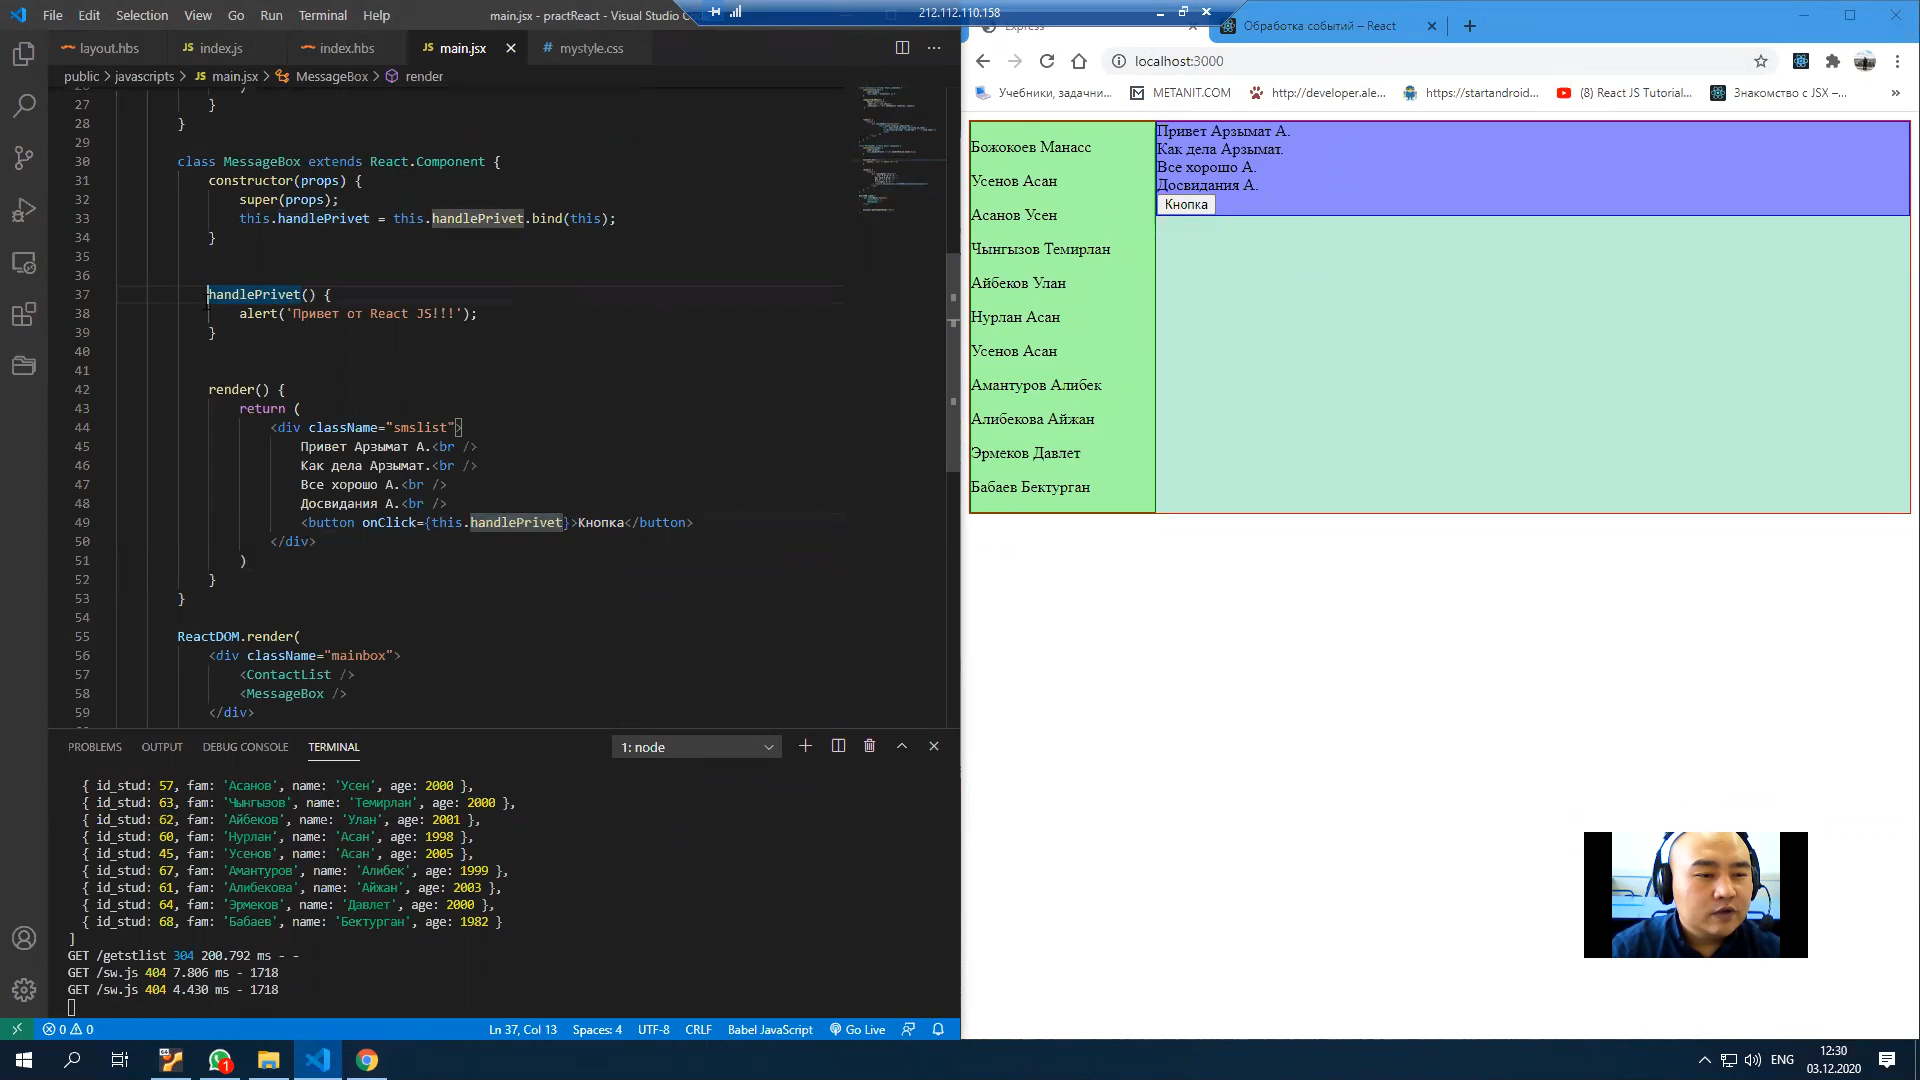 File Edit Selection View Go Run Terminal Help
main.jsx - practReact - Visual Studio
212.112.110.158
layout.hbs
index.js
index.hbs
main.jsx
mystyle.css
public > javascripts > JS main.jsx > MessageBox > render
27 }
28 }
29
30 class MessageBox extends React.Component {
31 constructor(props) {
32 super(props);
33 this.handlePrivet = this.handlePrivet.bind(this);
34 }
35
36
37 handlePrivet() {
38 alert('Привет от React JS!!!');
39 }
40
41
42 render() {
43 return (
44 <div className="smslist">
45 Привет Арзымат А.<br />
46 Как дела Арзымат.<br />
47 Все хорошо А.<br />
48 Досвидания А.<br />
49 <button onClick={this.handlePrivet}>Кнопка</button>
50 </div>
51 )
52 }
53 }
54
55 ReactDOM.render(
56 <div className="mainbox">
57 <ContactList />
58 <MessageBox />
59 </div>
PROBLEMS OUTPUT DEBUG CONSOLE TERMINAL
1: node
{ id_stud: 57, fam: 'Асанов', name: 'Усен', age: 2000 },
{ id_stud: 63, fam: 'Чынгызов', name: 'Темирлан', age: 2000 },
{ id_stud: 62, fam: 'Айбеков', name: 'Улан', age: 2001 },
{ id_stud: 60, fam: 'Нурлан', name: 'Асан', age: 1998 },
{ id_stud: 45, fam: 'Усенов', name: 'Асан', age: 2005 },
{ id_stud: 67, fam: 'Амантуров', name: 'Алибек', age: 1999 },
{ id_stud: 61, fam: 'Алибекова', name: 'Айжан', age: 2003 },
{ id_stud: 64, fam: 'Эрмеков', name: 'Давлет', age: 2000 },
{ id_stud: 68, fam: 'Бабаев', name: 'Бектурган', age: 1982 }
]
GET /getstlist 304 200.792 ms - -
GET /sw.js 404 7.806 ms - 1718
GET /sw.js 404 4.430 ms - 1718
0 0
Ln 37, Col 13
Spaces: 4
UTF-8
CRLF
Babel JavaScript
Go Live
Express
Обработка событий – React
localhost:3000
Учебники, задачни...
METANIT.COM
http://developer.ale...
https://startandroid...
(8) React JS Tutorial...
Знакомство с JSX –...
Божокоев Манасс
Усенов Асан
Асанов Усен
Чынгызов Темирлан
Айбеков Улан
Нурлан Асан
Усенов Асан
Амантуров Алибек
Алибекова Айжан
Эрмеков Давлет
Бабаев Бектурган
Привет Арзымат А.
Как дела Арзымат.
Все хорошо А.
Досвидания А.
Кнопка
1
ENG
12:30
03.12.2020